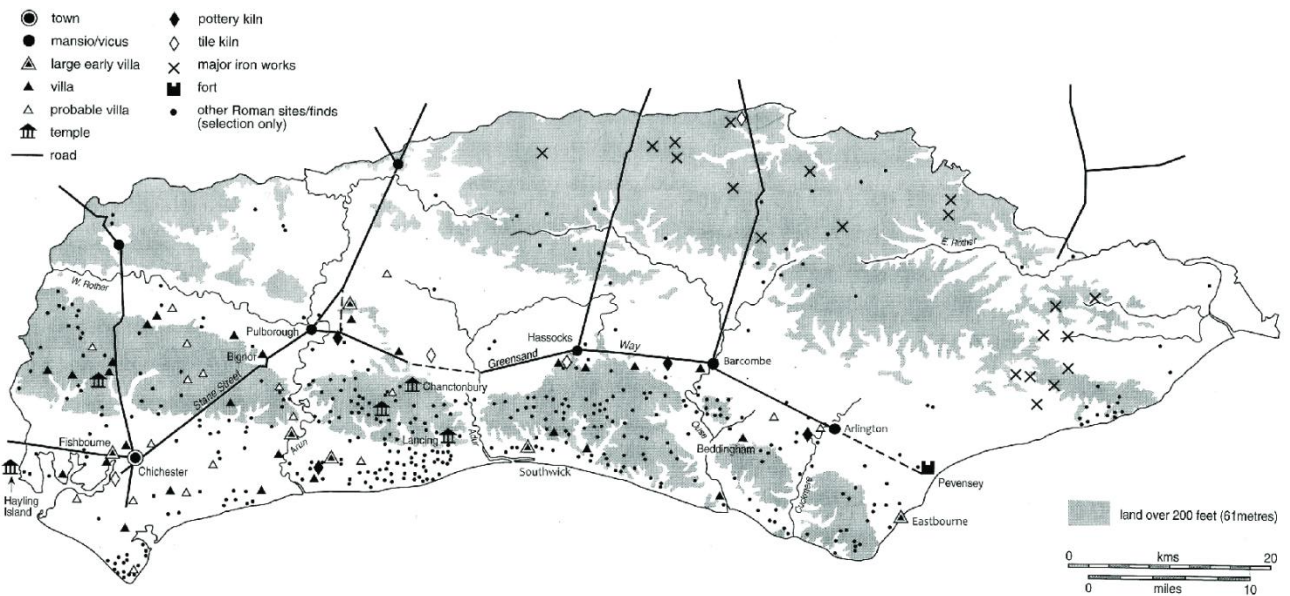 town
mansio/vicus
large early villa
villa
probable villa
temple
road
pottery kiln
tile kiln
major iron works
fort
other Roman sites/finds
(selection only)
W. Rother
E. Rother
Pulborough
Bignor
Stane Street
Hassocks
Greensand
Way
Barcombe
Chanctonbury
Lancing
Adur
Arun
Fishbourne
Chichester
Hayling
Island
Southwick
Ouse
Beddingham
Cuckmere
Arlington
Pevensey
Eastbourne
land over 200 feet (61metres)
0 kms 20
0 miles 10